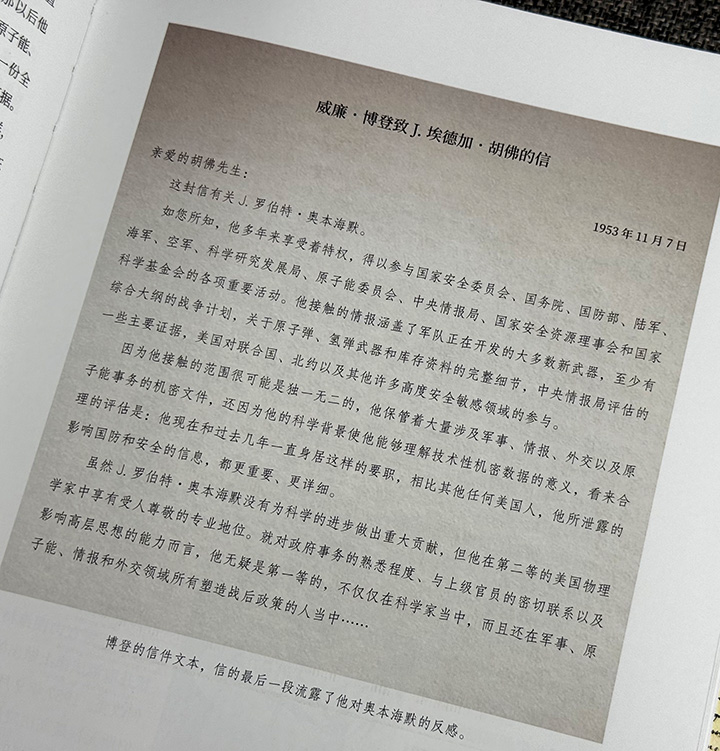 那以后他
原子能、
一份全
据。
威廉·博登致 J. 埃德加·胡佛的信
1953 年 11 月 7 日
亲爱的胡佛先生：
这封信有关 J. 罗伯特·奥本海默。
如您所知，他多年来享受着特权，得以参与国家安全委员会、国务院、国防部、陆军、
海军、空军、科学研究发展局、原子能委员会、中央情报局、国家安全资源理事会和国家
科学基金会的各项重要活动。他接触的情报涵盖了军队正在开发的大多数新武器，至少有
综合大纲的战争计划，关于原子弹、氢弹武器和库存资料的完整细节，中央情报局评估的
一些主要证据，美国对联合国、北约以及其他许多高度安全敏感领域的参与。
因为他接触的范围很可能是独一无二的，他保管着大量涉及军事、情报、外交以及原
子能事务的机密文件，还因为他的科学背景使他能够理解技术性机密数据的意义，看来合
理的评估是：他现在和过去几年一直身居这样的要职，相比其他任何美国人，他所泄露的
影响国防和安全的信息，都更重要、更详细。
虽然 J. 罗伯特·奥本海默没有为科学的进步做出重大贡献，但他在第二等的美国物理
学家中享有受人尊敬的专业地位。就对政府事务的熟悉程度、与上级官员的密切联系以及
影响高层思想的能力而言，他无疑是第一等的，不仅仅在科学家当中，而且还在军事、原
子能、情报和外交领域所有塑造战后政策的人当中……
博登的信件文本，信的最后一段流露了他对奥本海默的反感。